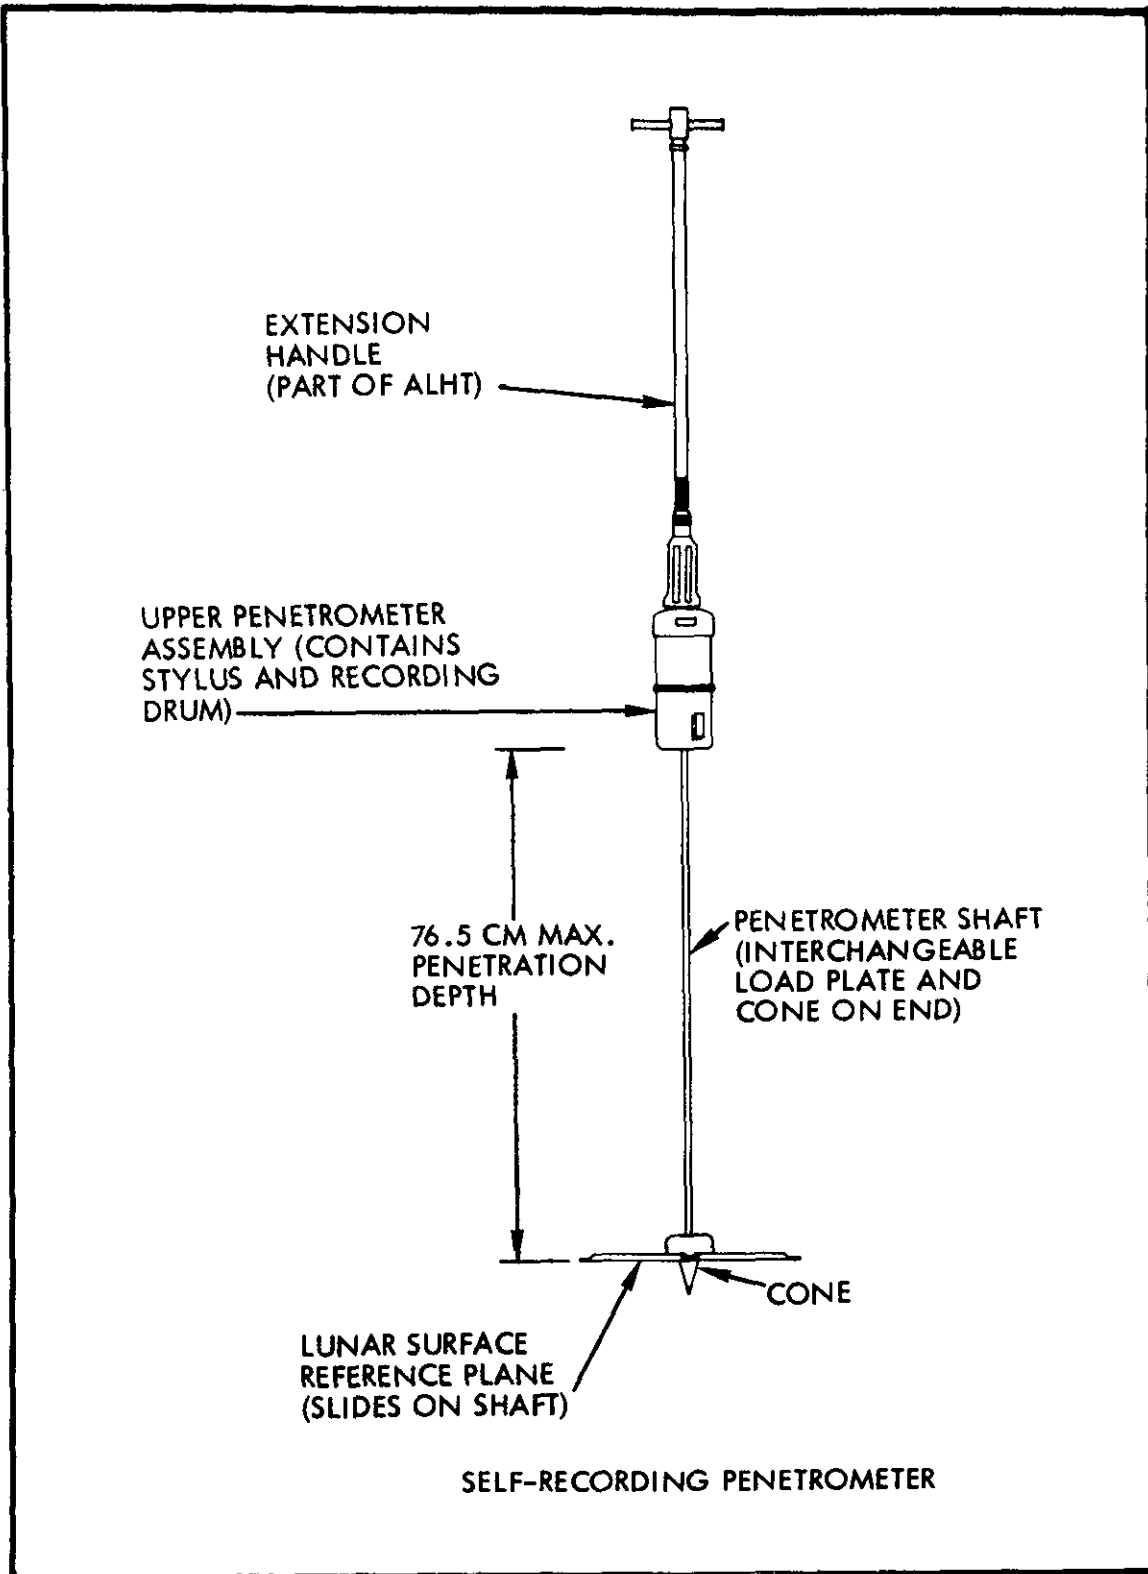 EXTENSION
HANDLE
(PART OF ALHT)
UPPER PENETROMETER
ASSEMBLY (CONTAINS
STYLUS AND RECORDING
DRUM)
76.5 CM MAX.
PENETRATION
DEPTH
PENETROMETER SHAFT
(INTERCHANGEABLE
LOAD PLATE AND
CONE ON END)
CONE
LUNAR SURFACE
REFERENCE PLANE
(SLIDES ON SHAFT)
SELF-RECORDING PENETROMETER